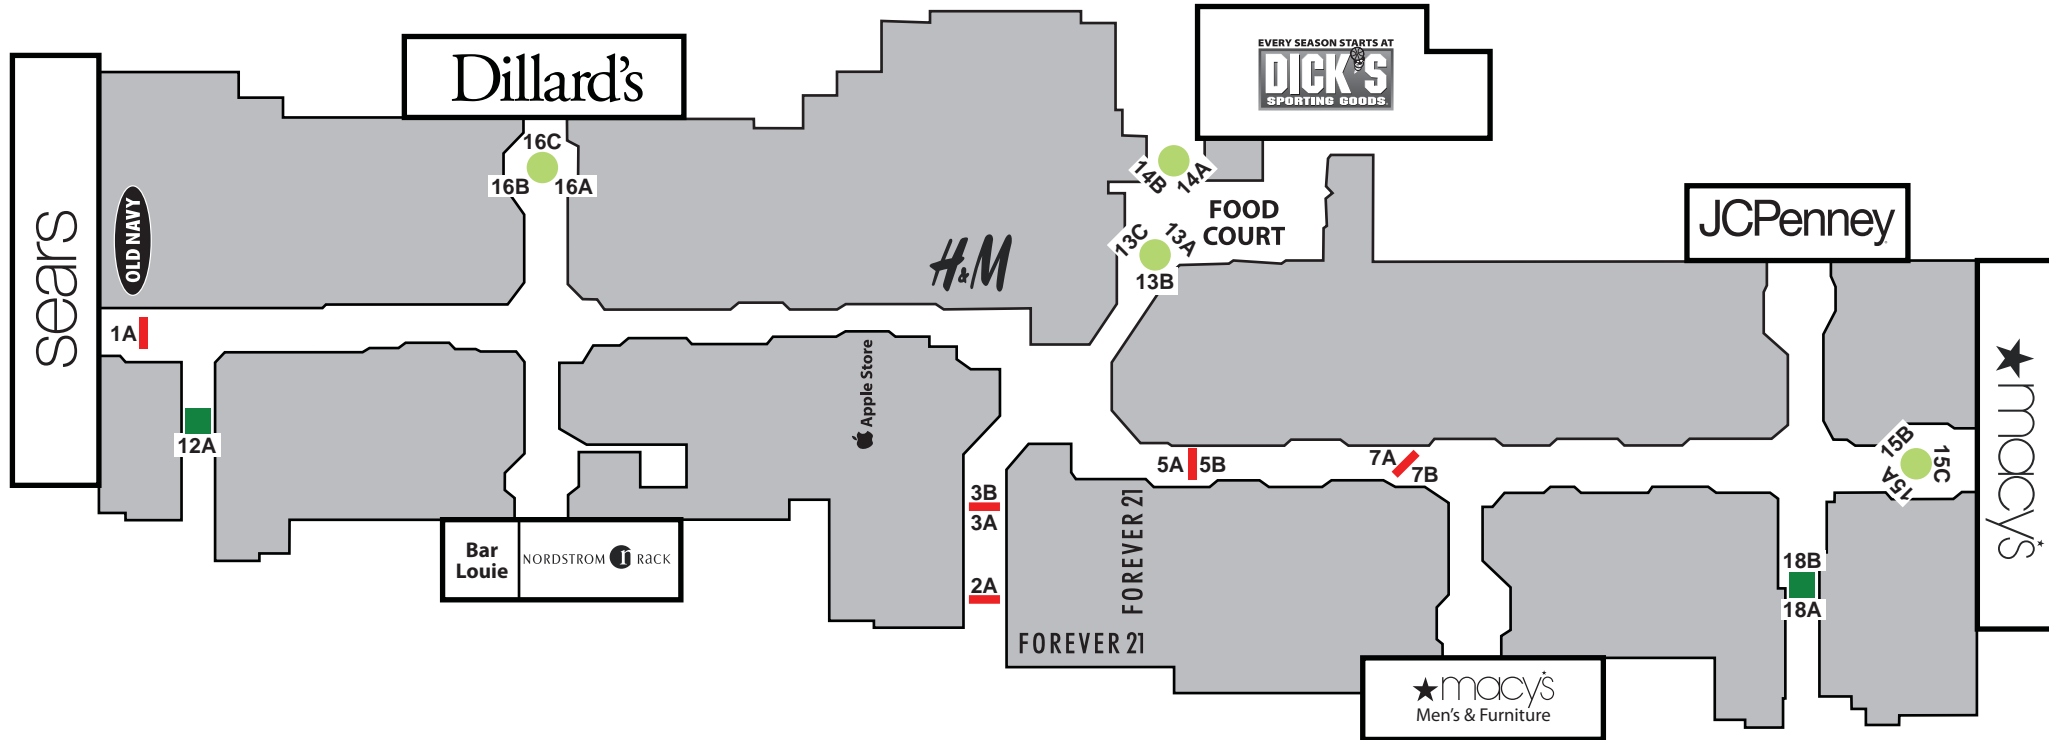 sears
OLD NAVY
1A
12A
Dillard's
16C
16B
16A
H&M
Apple Store
Bar
Louie
NORDSTROM r RACK
EVERY SEASON STARTS AT
DICK'S
SPORTING GOODS
14B
14A
FOOD
COURT
13C
13A
13B
3B
3A
2A
5A
5B
7A
7B
FOREVER 21
FOREVER 21
macy's
Men's & Furniture
JCPenney
15B
15C
15A
18B
18A
macy's